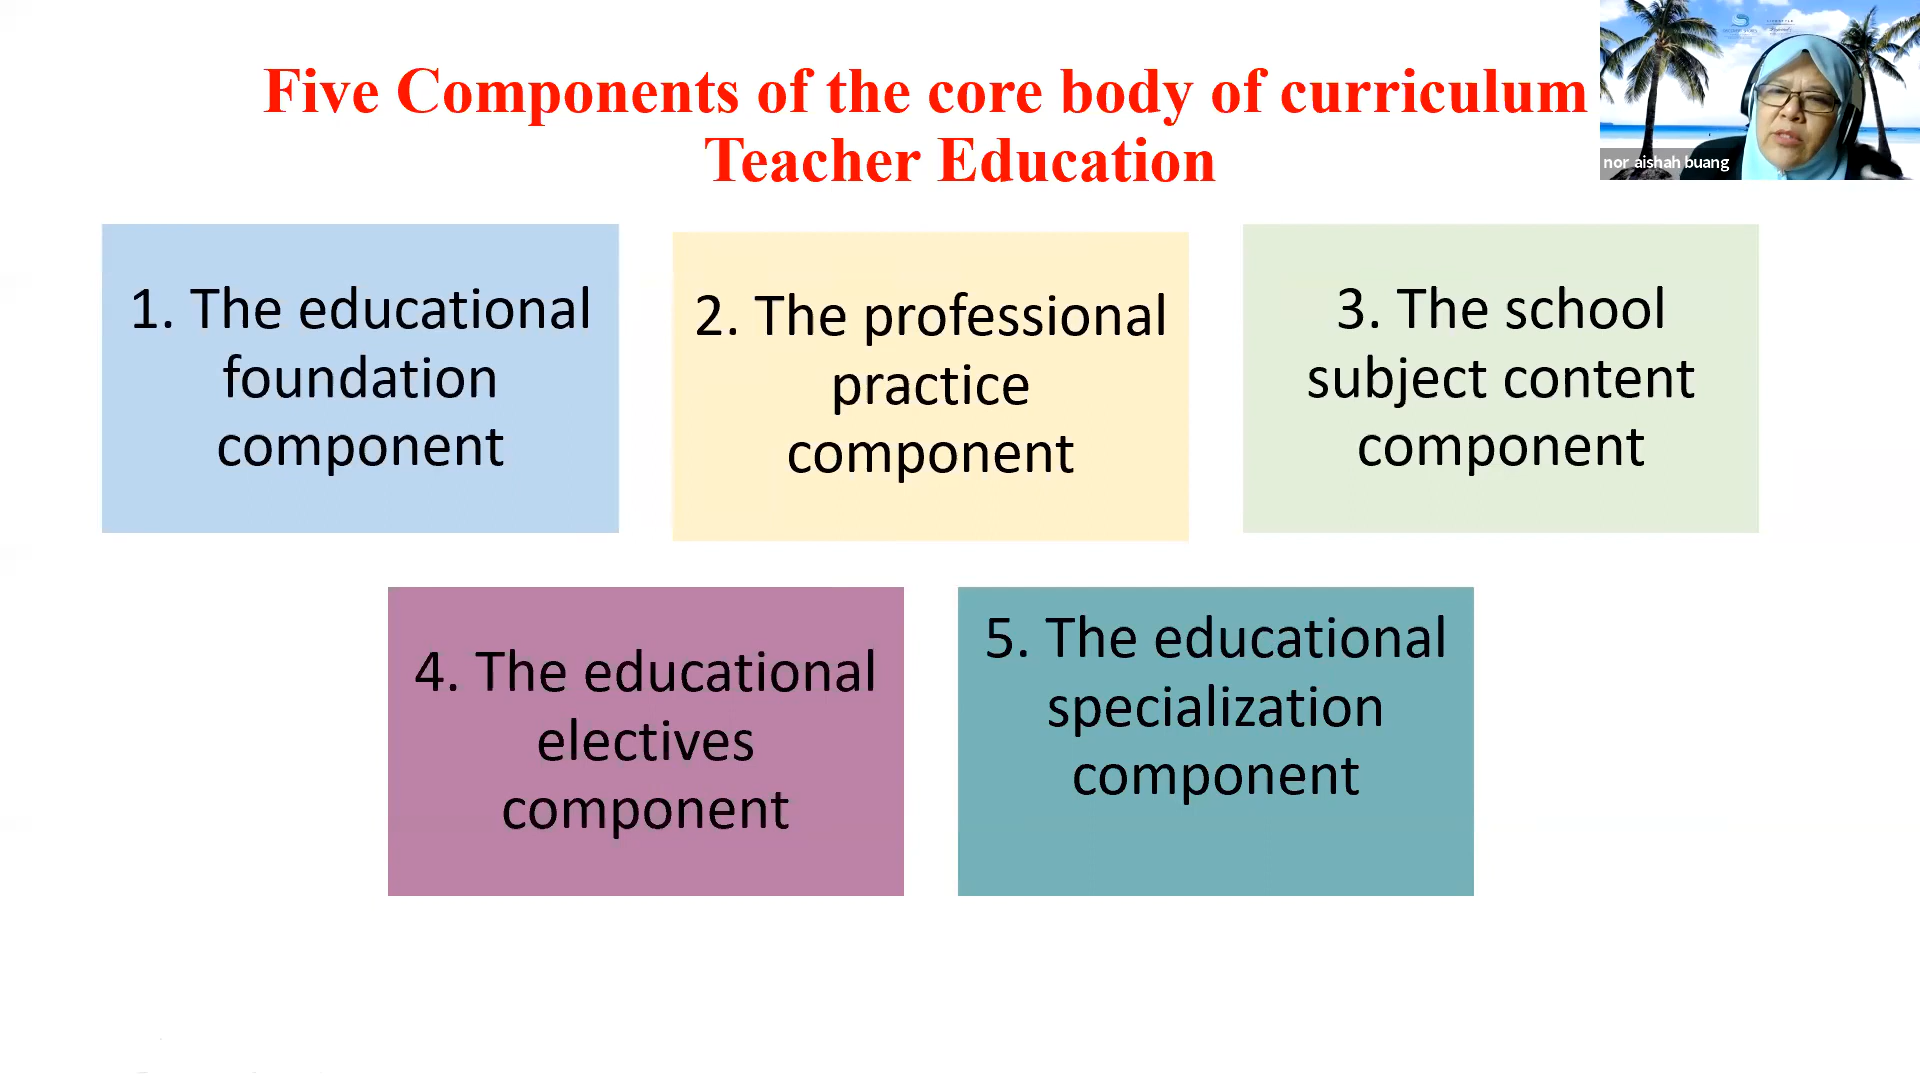 Five Components of the core body of curriculum
Teacher Education
nor aishah buang
1. The educational
foundation
component
2. The professional
practice
component
3. The school
subject content
component
4. The educational
electives
component
5. The educational
specialization
component